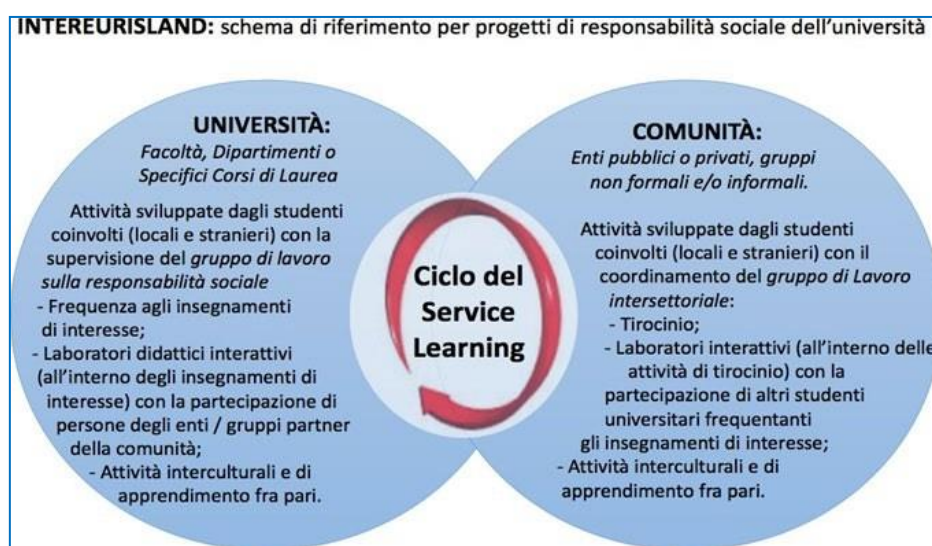 INTEREURISLAND: schema di riferimento per progetti di responsabilità sociale dell'università
UNIVERSITÀ:
Facoltà, Dipartimenti o
Specifici Corsi di Laurea
Attività sviluppate dagli studenti
coinvolti (locali e stranieri) con la
supervisione del gruppo di lavoro
sulla responsabilità sociale
- Frequenza agli insegnamenti
di interesse;
- Laboratori didattici interattivi
(all'interno degli insegnamenti di
interesse) con la partecipazione di
persone degli enti / gruppi partner
della comunità;
- Attività interculturali e di
apprendimento fra pari.
Ciclo del
Service
Learning
COMUNITÀ:
Enti pubblici o privati, gruppi
non formali e/o informali.
Attività sviluppate dagli studenti
coinvolti (locali e stranieri) con il
coordinamento del gruppo di Lavoro
intersettoriale:
- Tirocinio;
- Laboratori interattivi (all'interno delle
attività di tirocinio) con la
partecipazione di altri studenti
universitari frequentanti
gli insegnamenti di interesse;
- Attività interculturali e di
apprendimento fra pari.